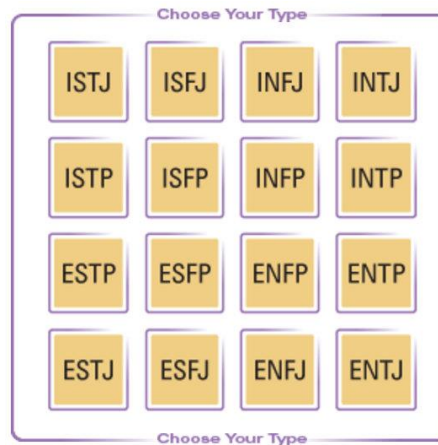 Choose Your Type
ISTJ ISFJ INFJ INTJ
ISTP ISFP INFP INTP
ESTP ESFP ENFP ENTP
ESTJ ESFJ ENFJ ENTJ
Choose Your Type